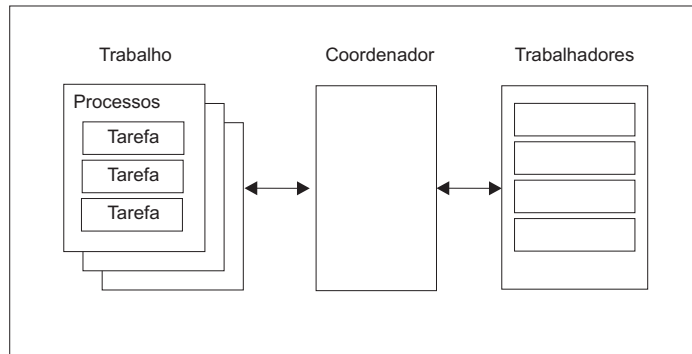 Trabalho
Coordenador
Trabalhadores
Processos
Tarefa
Tarefa
Tarefa